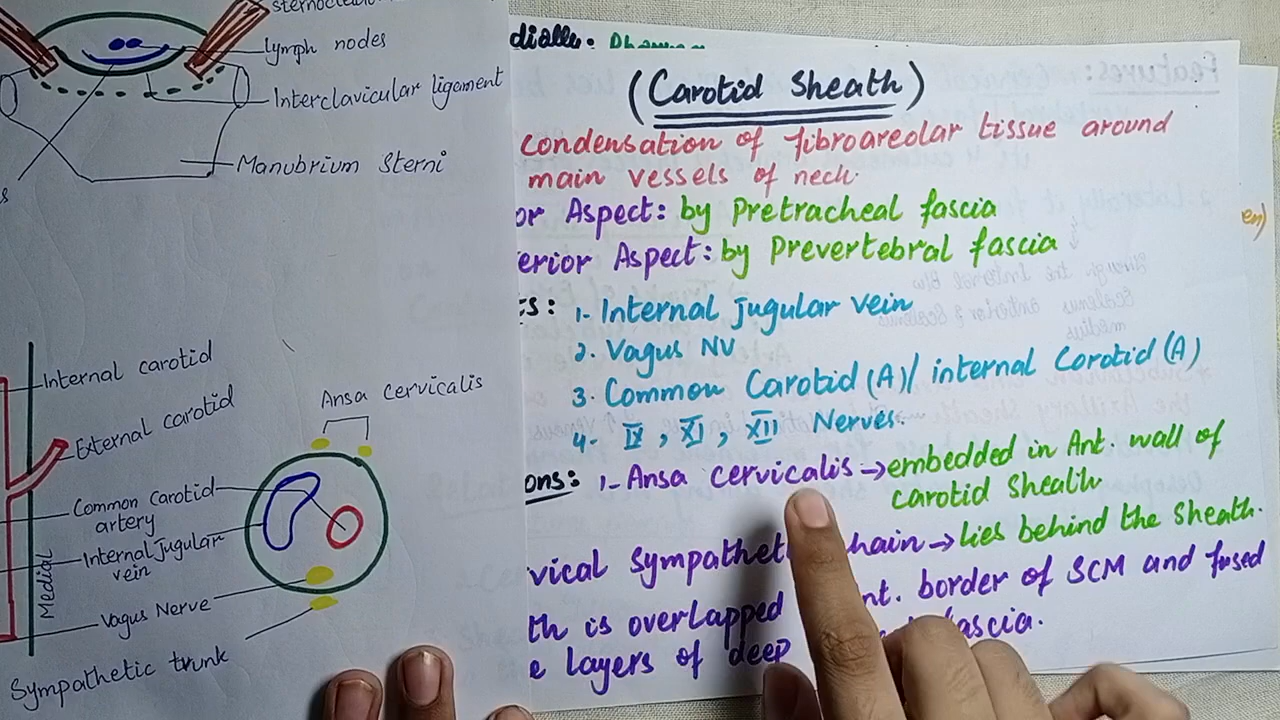 lymph nodes
Interclavicular ligament
Manubrium Sterni
s
Internal carotid
External carotid
Ansa cervicalis
Common carotid
artery
Internal jugular
vein
Medial
Vagus Nerve
Sympathetic trunk
(Carotid Sheath)
condensation of fibroareolar tissue around
main vessels of neck.
or Aspect: by Pretracheal fascia
erior Aspect: by Prevertebral fascia
ts: 1. Internal jugular vein
2. Vagus NV
3. Common Carotid (A)/ internal Corotid (A)
4. IX, XI, XII Nerves.
ons: 1- Ansa cervicalis → embedded in Ant. wall of
carotid Sheath
vical Sympathet hain → lies behind the sheath.
th is overlapped nt. border of SCM and fused
e layers of deep fascia.